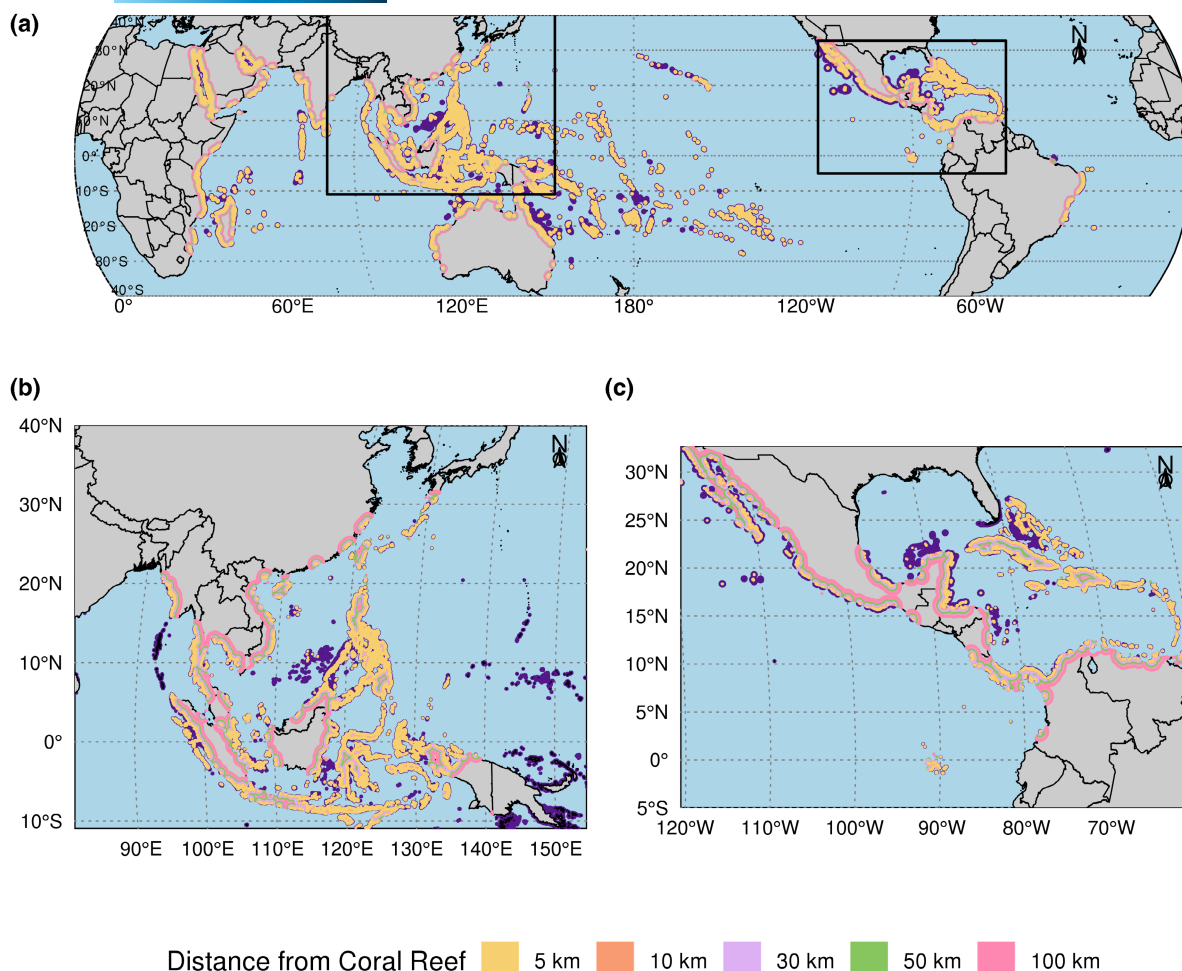 (a)
40°N
30°N
20°N
10°N
0°
10°S
20°S
30°S
40°S
N
0° 60°E 120°E 180° 120°W 60°W
(b)
40°N
30°N
20°N
10°N
0°
10°S
N
90°E 100°E 110°E 120°E 130°E 140°E 150°E
(c)
30°N
25°N
20°N
15°N
10°N
5°N
0°
5°S
N
120°W 110°W 100°W 90°W 80°W 70°W
Distance from Coral Reef 5 km 10 km 30 km 50 km 100 km